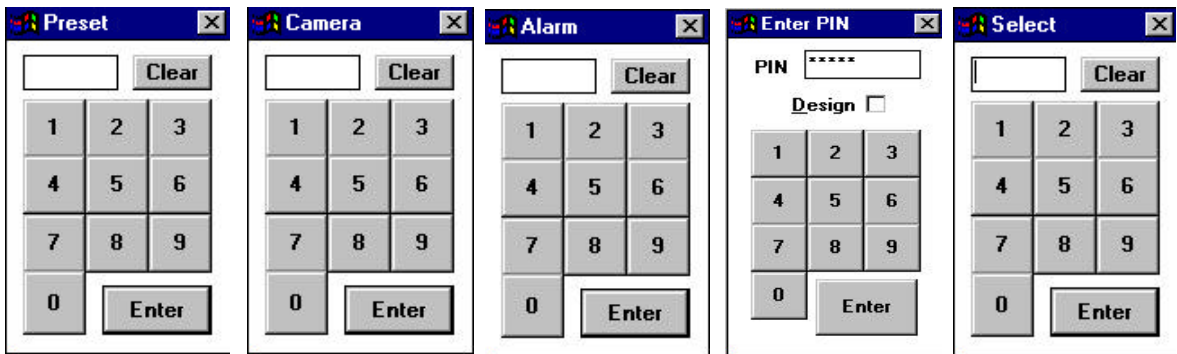 Preset
Clear
1 2 3
4 5 6
7 8 9
0 Enter
Camera
Clear
1 2 3
4 5 6
7 8 9
0 Enter
Alarm
Clear
1 2 3
4 5 6
7 8 9
0 Enter
Enter PIN
PIN *****
Design
1 2 3
4 5 6
7 8 9
0 Enter
Select
Clear
1 2 3
4 5 6
7 8 9
0 Enter